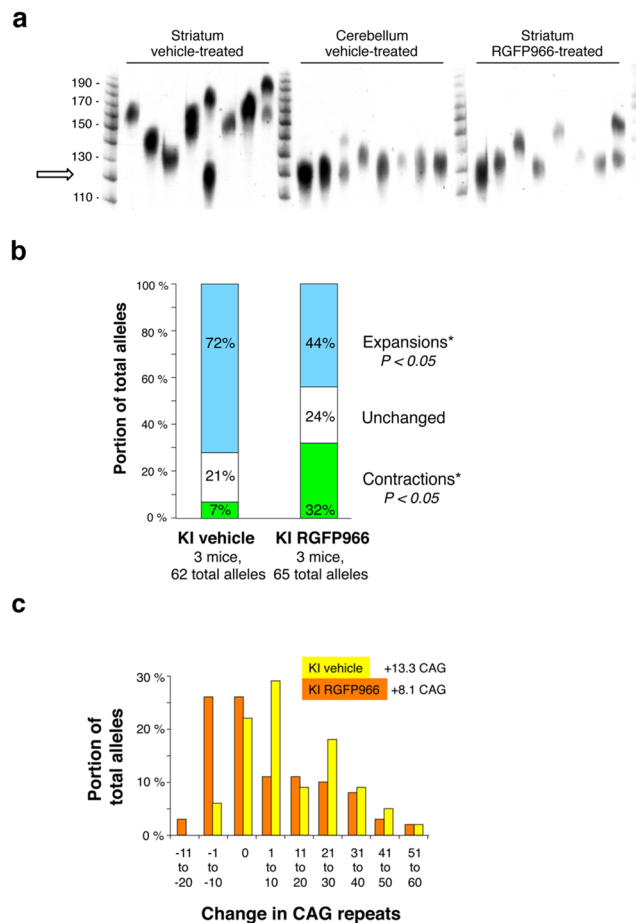 a
Striatum
vehicle-treated
Cerebellum
vehicle-treated
Striatum
RGFP966-treated
190 -
170 -
150 -
130 -
110 -
b
Portion of total alleles
100 %
80 %
60 %
40 %
20 %
0 %
72%
21%
7%
44%
24%
32%
Expansions*
P < 0.05
Unchanged
Contractions*
P < 0.05
KI vehicle
3 mice,
62 total alleles
KI RGFP966
3 mice,
65 total alleles
c
KI vehicle +13.3 CAG
KI RGFP966 +8.1 CAG
Portion of
total alleles
30 %
20 %
10 %
0 %
-11 to -20
-1 to -10
0
1 to 10
11 to 20
21 to 30
31 to 40
41 to 50
51 to 60
Change in CAG repeats